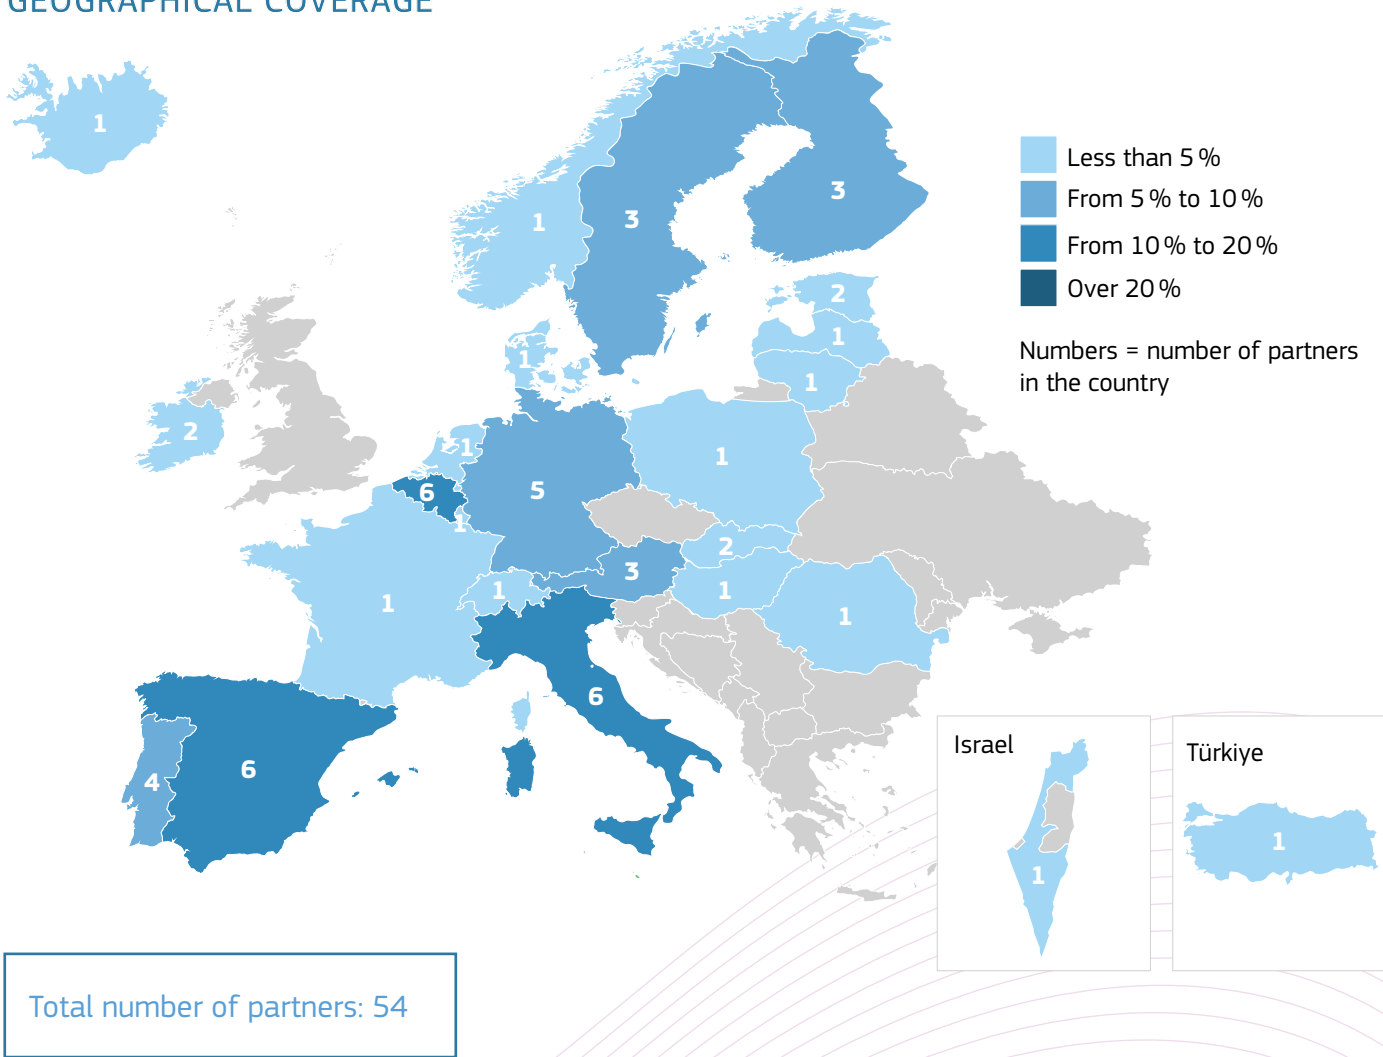 GEOGRAPHICAL COVERAGE
1
Less than 5 %
From 5 % to 10 %
From 10 % to 20 %
Over 20 %
Numbers = number of partners
in the country
1
3
3
2
1
1
1
2
1
1
6
5
1
2
3
1
1
1
1
6
6
4
Israel
1
Türkiye
1
Total number of partners: 54